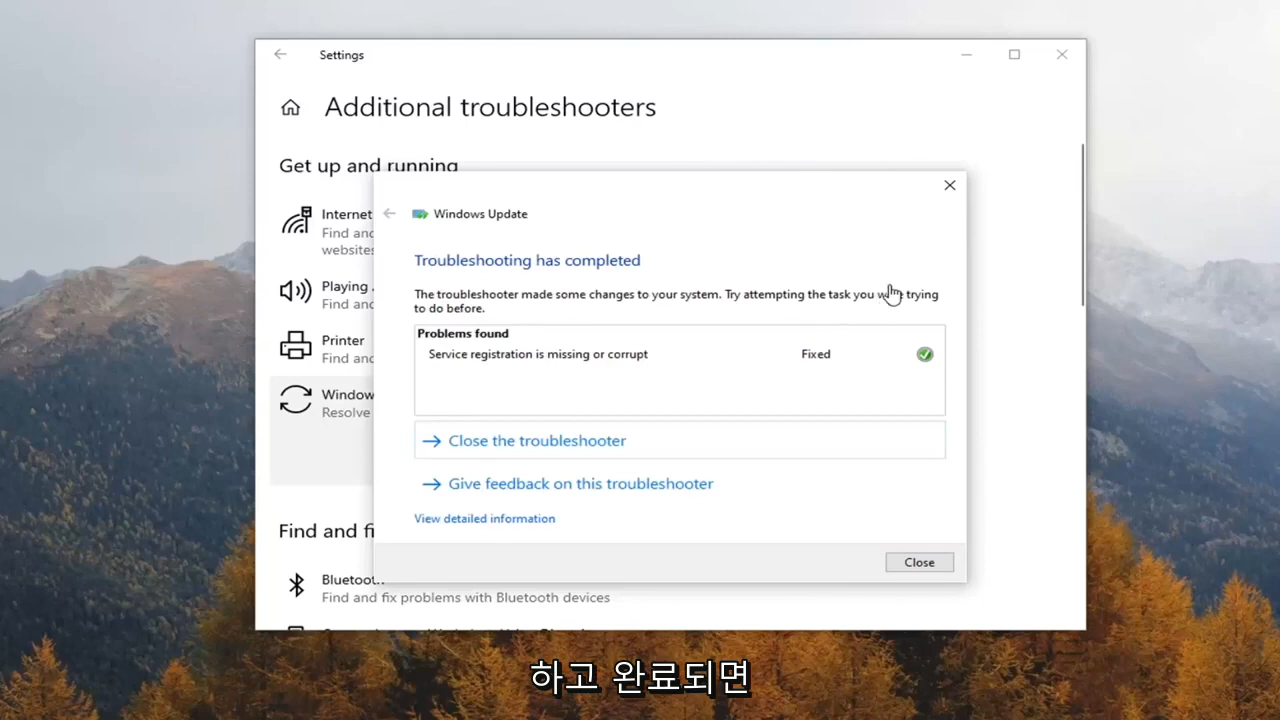 Settings
Additional troubleshooters
Get up and running
Internet
Find and
websites
Playing
Find and
Printer
Find and
Window
Resolve
Find and fi
Bluetooth
Find and fix problems with Bluetooth devices
Windows Update
Troubleshooting has completed
The troubleshooter made some changes to your system. Try attempting the task you were trying
to do before.
Problems found
Service registration is missing or corrupt Fixed
Close the troubleshooter
Give feedback on this troubleshooter
View detailed information
Close
하고 완료되면